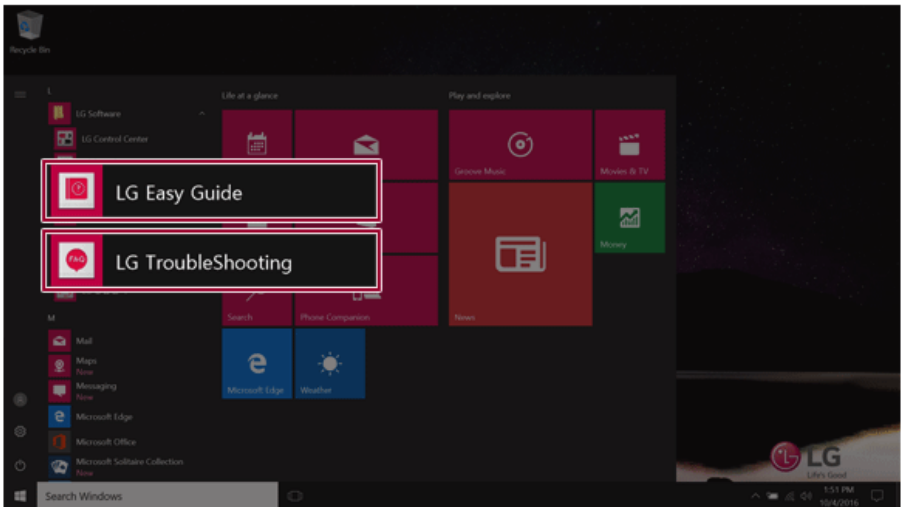 Recycle Bin
L
LG Software
LG Control Center
LG Easy Guide
LG TroubleShooting
M
Mail
Maps
New
Messaging
New
Microsoft Edge
Microsoft Office
Microsoft Solitaire Collection
New
Life at a glance
Search
Phone Companion
Microsoft Edge
Weather
Play and explore
Groove Music
Movies & TV
Money
News
FAQ
LG
Life's Good
Search Windows
1:51 PM
10/4/2016